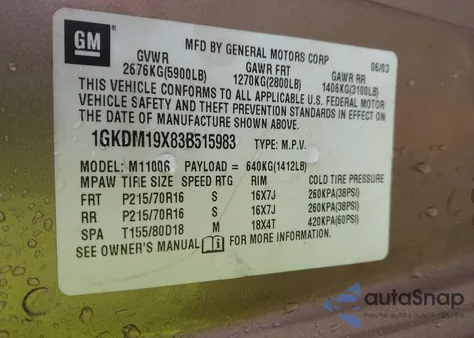 GM
MFD BY GENERAL MOTORS CORP 06/03
GVWR GAWR FRT GAWR RR
2676KG(5900LB) 1270KG(2800LB) 1406KG(3100LB)
THIS VEHICLE CONFORMS TO ALL APPLICABLE U.S. FEDERAL MOTOR
VEHICLE SAFETY AND THEFT PREVENTION STANDARDS IN EFFECT ON
THE DATE OF MANUFACTURE SHOWN ABOVE.
1GKDM19X83B515983 TYPE: M.P.V.
MODEL: M11006 PAYLOAD = 640KG(1412LB)
MPAW TIRE SIZE SPEED RTG RIM COLD TIRE PRESSURE
FRT P215/70R16 S 16X7J 260KPA(38PSI)
RR P215/70R16 S 16X7J 260KPA(38PSI)
SPA T155/80D18 M 18X4T 420KPA(60PSI)
SEE OWNER'S MANUAL i FOR MORE INFORMATION
autoSnap